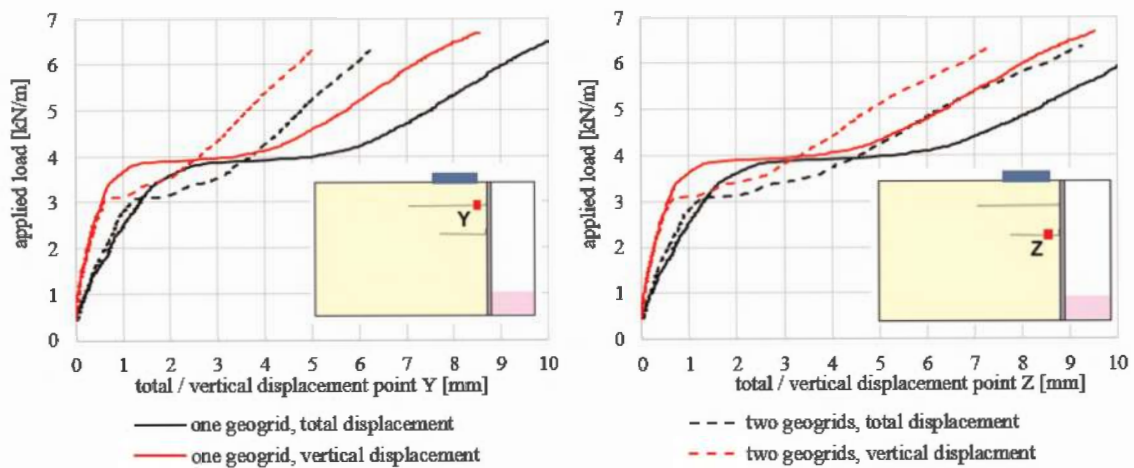 7
6
5
4
3
2
1
0
applied load [kN/m]
Y
0 1 2 3 4 5 6 7 8 9 10
total / vertical displacement point Y [mm]
7
6
5
4
3
2
1
0
applied load [kN/m]
Z
0 1 2 3 4 5 6 7 8 9 10
total / vertical displacement point Z [mm]
one geogrid, total displacement
one geogrid, vertical displacement
two geogrids, total displacement
two geogrids, vertical displacment